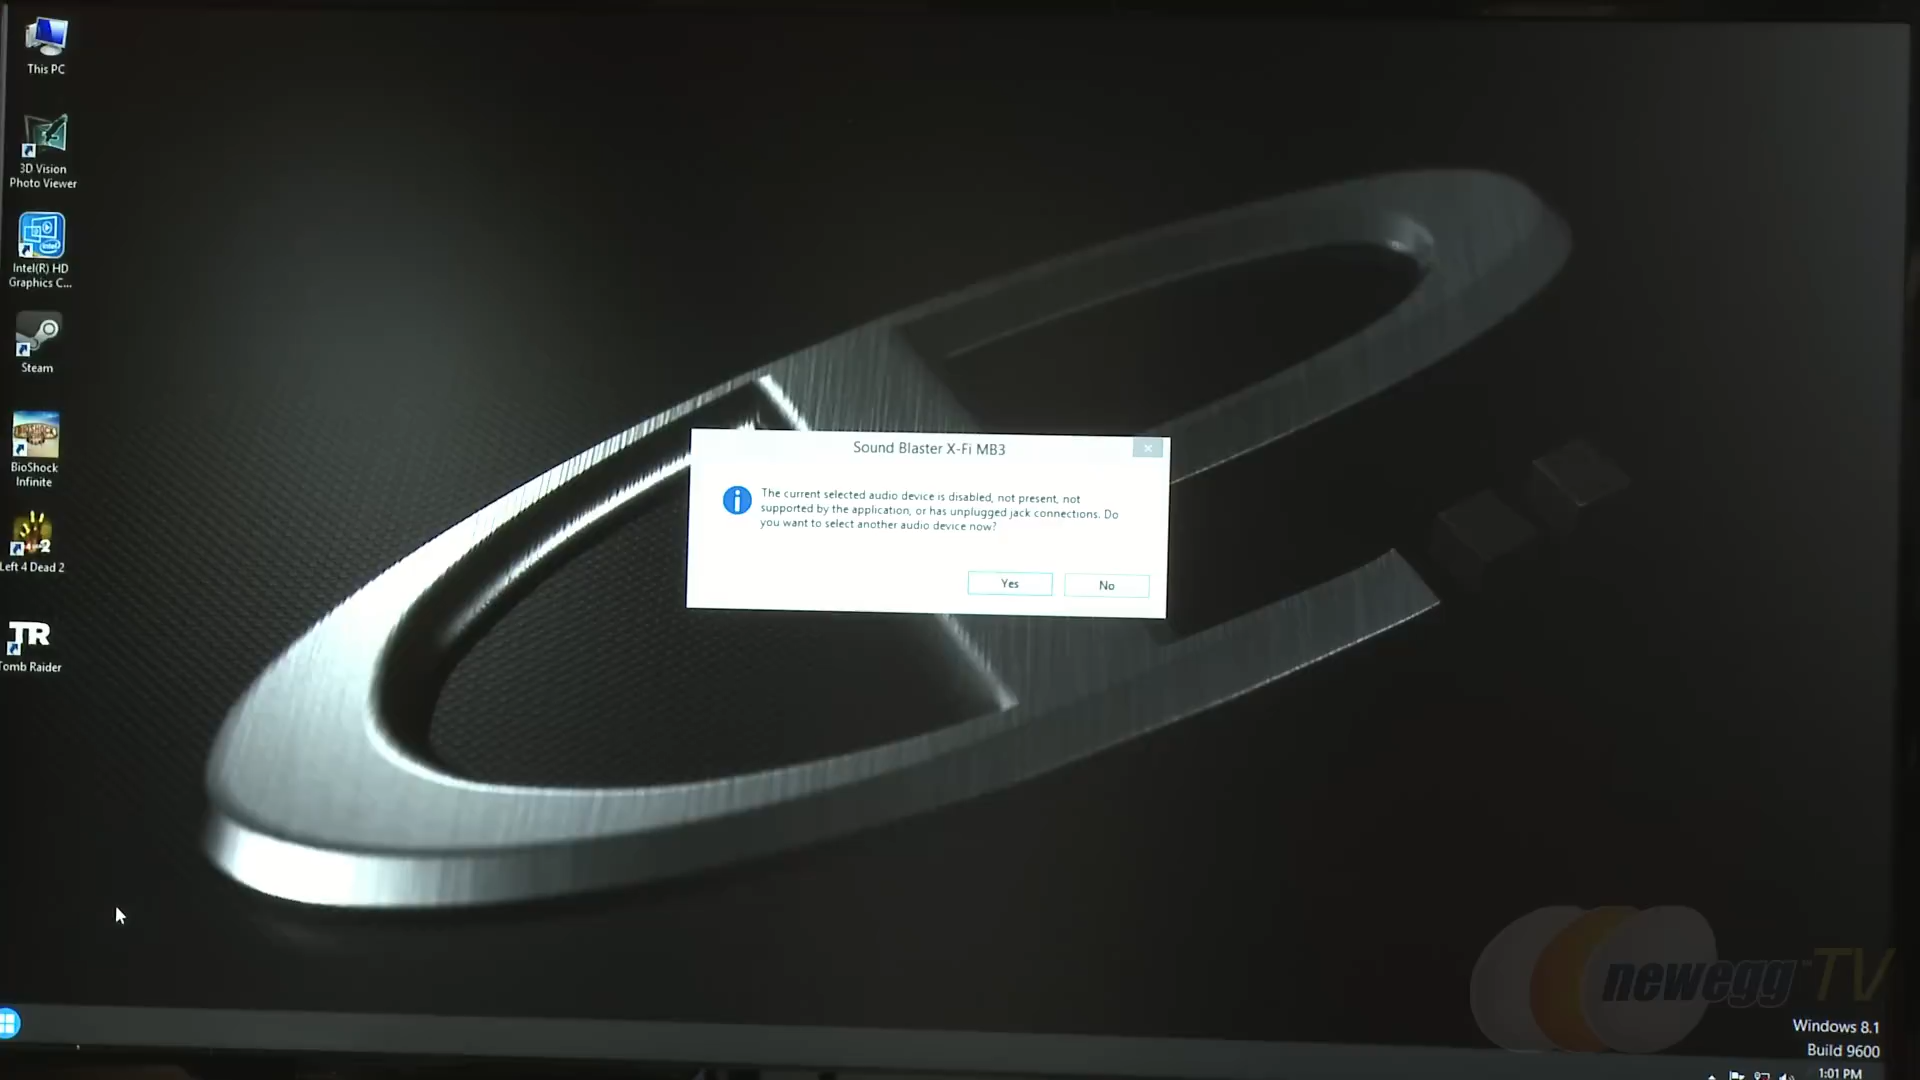 This PC
3D Vision
Photo Viewer
Intel(R) HD
Graphics C...
Steam
BIOSHOCK
BioShock
Infinite
Left 4 Dead 2
TR
Tomb Raider
Sound Blaster X-Fi MB3
The current selected audio device is disabled, not present, not
supported by the application, or has unplugged jack connections. Do
you want to select another audio device now?
Yes
No
newegg TV
Windows 8.1
Build 9600
1:01 PM